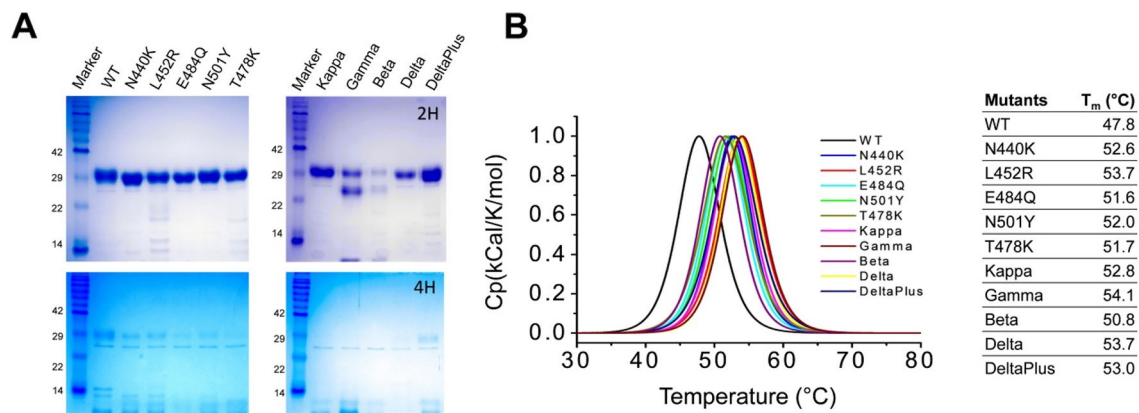 A
Marker
WT
N440K
L452R
E484Q
N501Y
T478K
Marker
Kappa
Gamma
Beta
Delta
DeltaPlus
42
29
22
14
42
29
22
14
2H
42
29
22
14
42
29
22
14
4H
B
Cp(kCal/K/mol)
1.0
0.8
0.6
0.4
0.2
0.0
30 40 50 60 70 80
Temperature (°C)
WT
N440K
L452R
E484Q
N501Y
T478K
Kappa
Gamma
Beta
Delta
DeltaPlus
Mutants Tm (°C)
WT 47.8
N440K 52.6
L452R 53.7
E484Q 51.6
N501Y 52.0
T478K 51.7
Kappa 52.8
Gamma 54.1
Beta 50.8
Delta 53.7
DeltaPlus 53.0